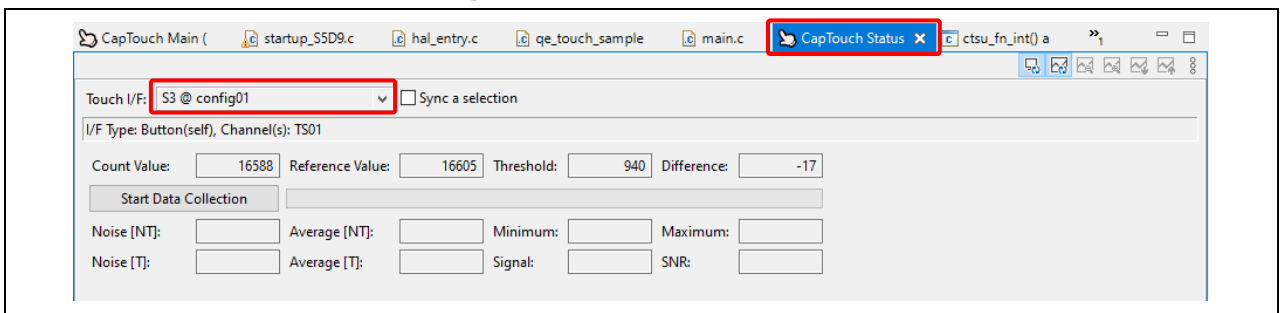 CapTouch Main ( startup_S5D9.c hal_entry.c qe_touch_sample main.c CapTouch Status ctsu_fn_int() a »1
Touch I/F: S3 @ config01 Sync a selection
I/F Type: Button(self), Channel(s): TS01
Count Value: 16588 Reference Value: 16605 Threshold: 940 Difference: -17
Start Data Collection
Noise [NT]: Average [NT]: Minimum: Maximum:
Noise [T]: Average [T]: Signal: SNR: